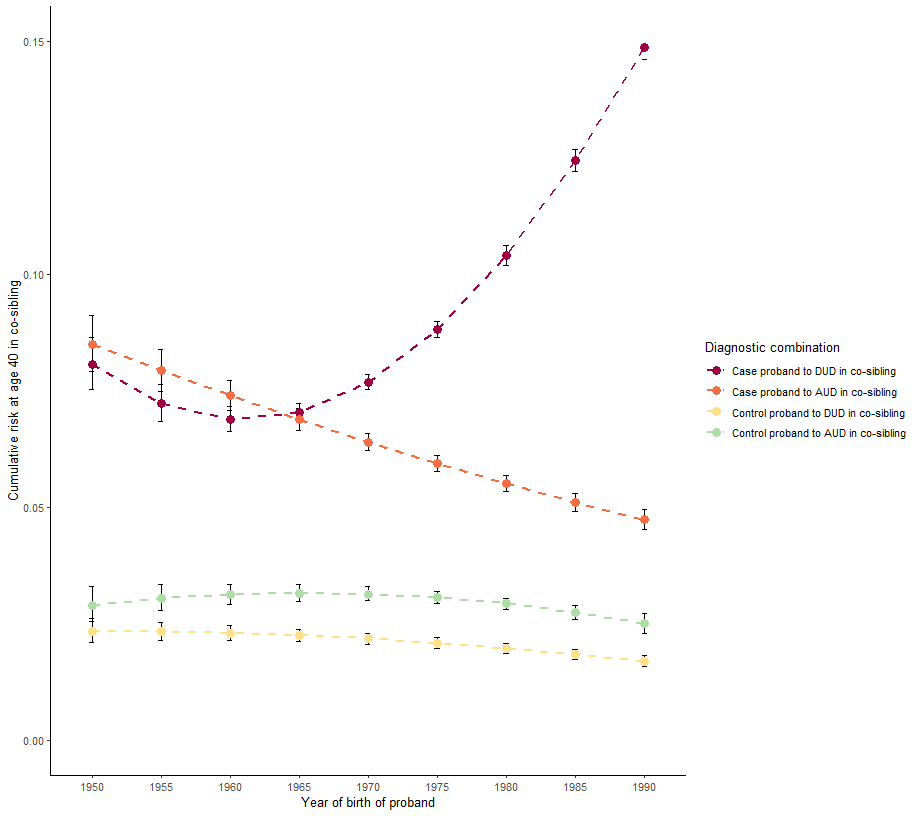 Cumulative risk at age 40 in co-sibling
0.15
0.10
0.05
0.00
1950 1955 1960 1965 1970 1975 1980 1985 1990
Year of birth of proband
Diagnostic combination
Case proband to DUD in co-sibling
Case proband to AUD in co-sibling
Control proband to DUD in co-sibling
Control proband to AUD in co-sibling